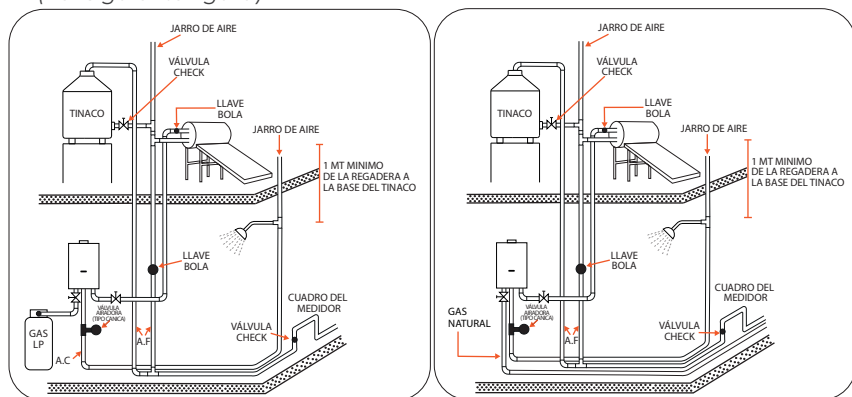 JARRO DE AIRE
VÁLVULA
CHECK
TINACO
LLAVE
BOLA
JARRO DE AIRE
1 MT MINIMO
DE LA REGADERA A
LA BASE DEL TINACO
LLAVE
BOLA
CUADRO DEL
MEDIDOR
VÁLVULA
AIRADORA
(TIPO CANICA)
GAS
LP
A.F
VÁLVULA
CHECK
A.C
JARRO DE AIRE
VÁLVULA
CHECK
TINACO
LLAVE
BOLA
JARRO DE AIRE
1 MT MINIMO
DE LA REGADERA A
LA BASE DEL TINACO
LLAVE
BOLA
CUADRO DEL
MEDIDOR
GAS
NATURAL
VÁLVULA
AIRADORA
(TIPO CANICA)
A.F
VÁLVULA
CHECK